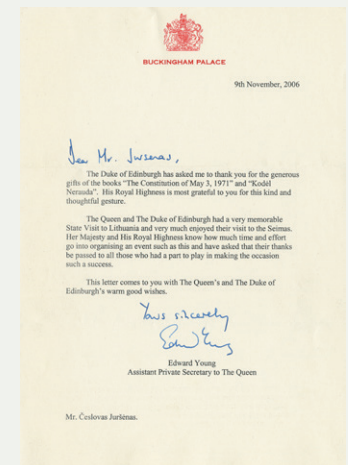 BUCKINGHAM PALACE
9th November, 2006
Dear Mr. Jursenas,
The Duke of Edinburgh has asked me to thank you for the generous
gifts of the books “The Constitution of May 3, 1971” and “Kodėl
Nerauda”. His Royal Highness is most grateful to you for this kind and
thoughtful gesture.
The Queen and The Duke of Edinburgh had a very memorable
State Visit to Lithuania and very much enjoyed their visit to the Seimas.
Her Majesty and His Royal Highness know how much time and effort
go into organising an event such as this and have asked that their thanks
be passed to all those who had a part to play in making the occasion
such a success.
This letter comes to you with The Queen's and The Duke of
Edinburgh's warm good wishes.
Yours sincerely
Edward Young
Edward Young
Assistant Private Secretary to The Queen
Mr. Česlovas Juršėnas.